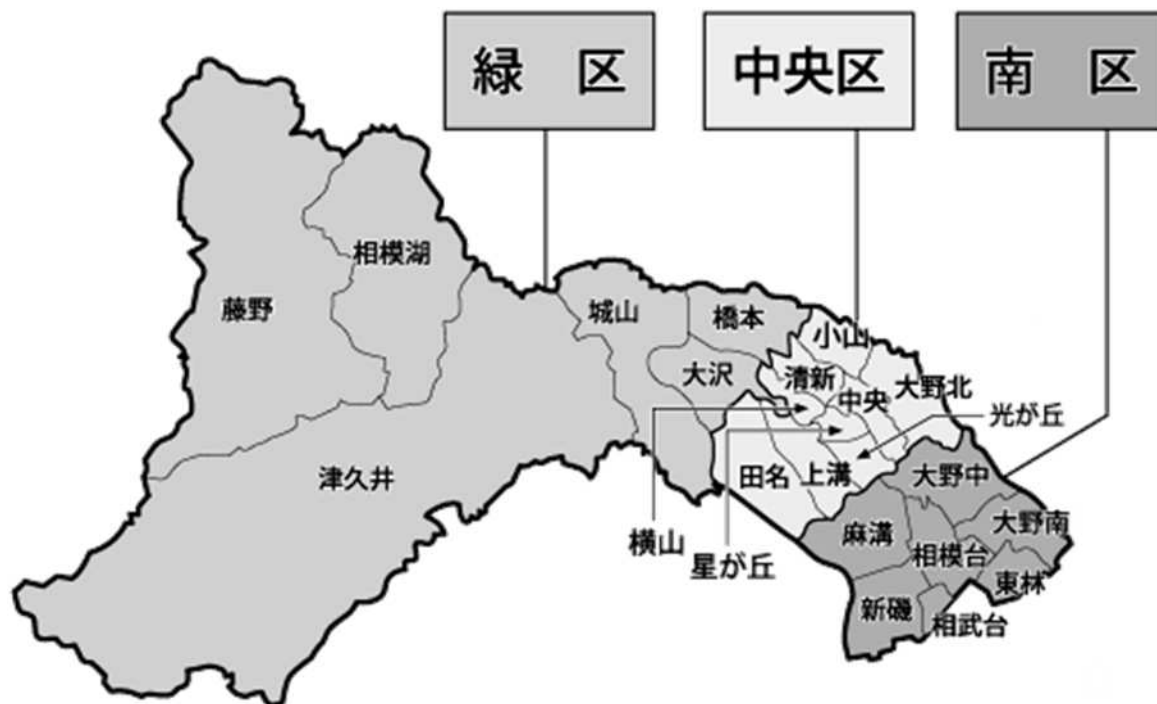 緑 区
中央区
南 区
相模湖
藤野
城山
橋本
小山
大沢
清新
中央
大野北
光が丘
津久井
田名
上溝
大野中
横山
星が丘
麻溝
相模台
大野南
東林
新磯
相武台